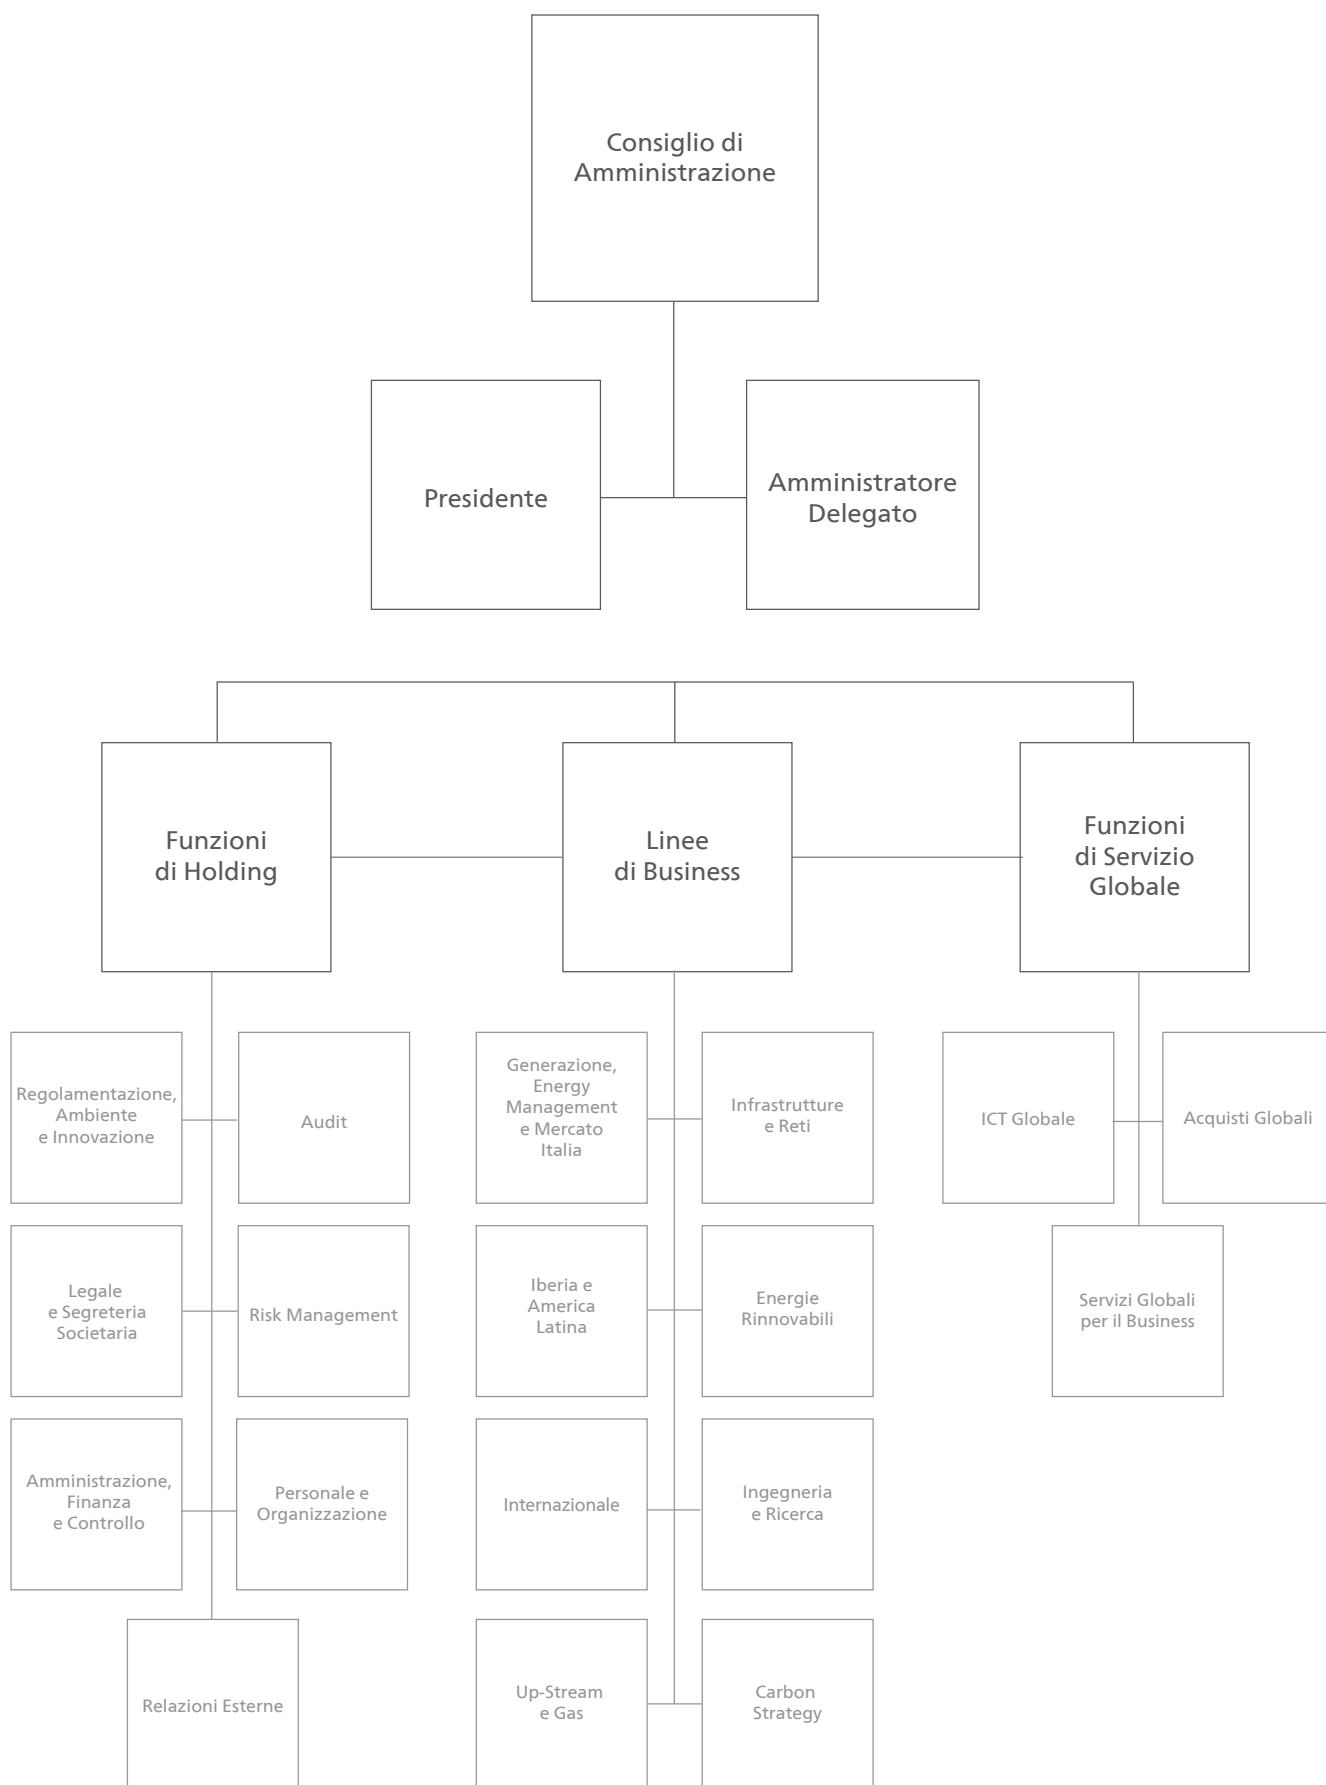 Consiglio di
Amministrazione
Presidente
Amministratore
Delegato
Funzioni
di Holding
Linee
di Business
Funzioni
di Servizio
Globale
Regolamentazione,
Ambiente
e Innovazione
Audit
Generazione,
Energy
Management
e Mercato
Italia
Infrastrutture
e Reti
ICT Globale
Acquisti Globali
Legale
e Segreteria
Societaria
Risk Management
Iberia e
America
Latina
Energie
Rinnovabili
Servizi Globali
per il Business
Amministrazione,
Finanza
e Controllo
Personale e
Organizzazione
Internazionale
Ingegneria
e Ricerca
Relazioni Esterne
Up-Stream
e Gas
Carbon
Strategy